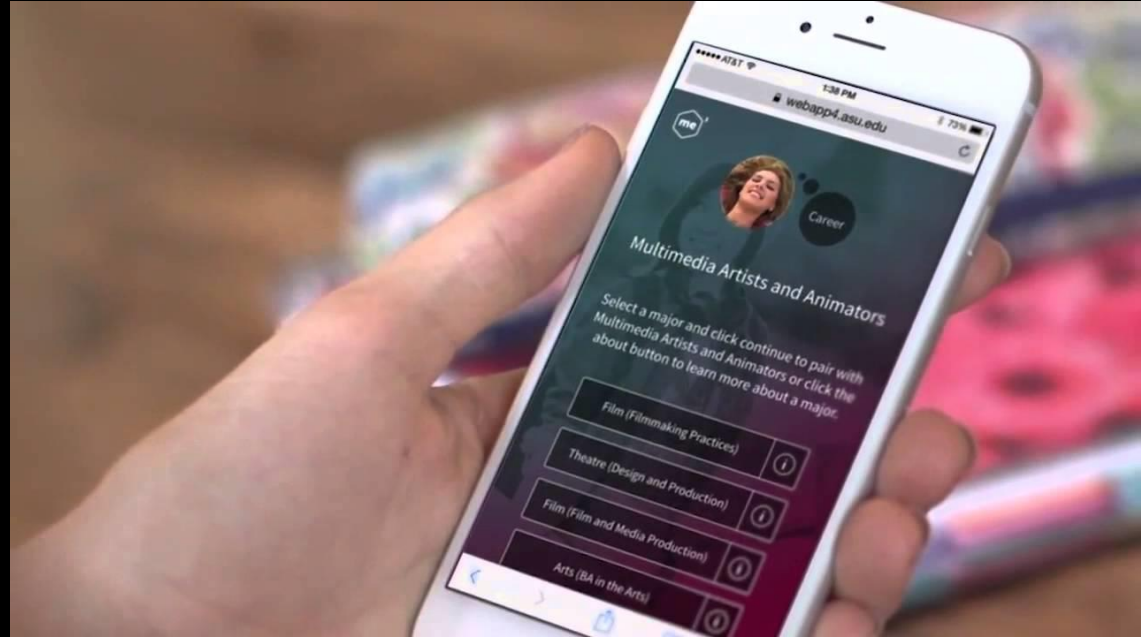 AT&T
1:38 PM
73%
webapp4.asu.edu
me
Career
Multimedia Artists and Animators
Select a major and click continue to pair with
Multimedia Artists and Animators or click the
about button to learn more about a major.
Film (Filmmaking Practices)
Theatre (Design and Production)
Film (Film and Media Production)
Arts (BA in the Arts)